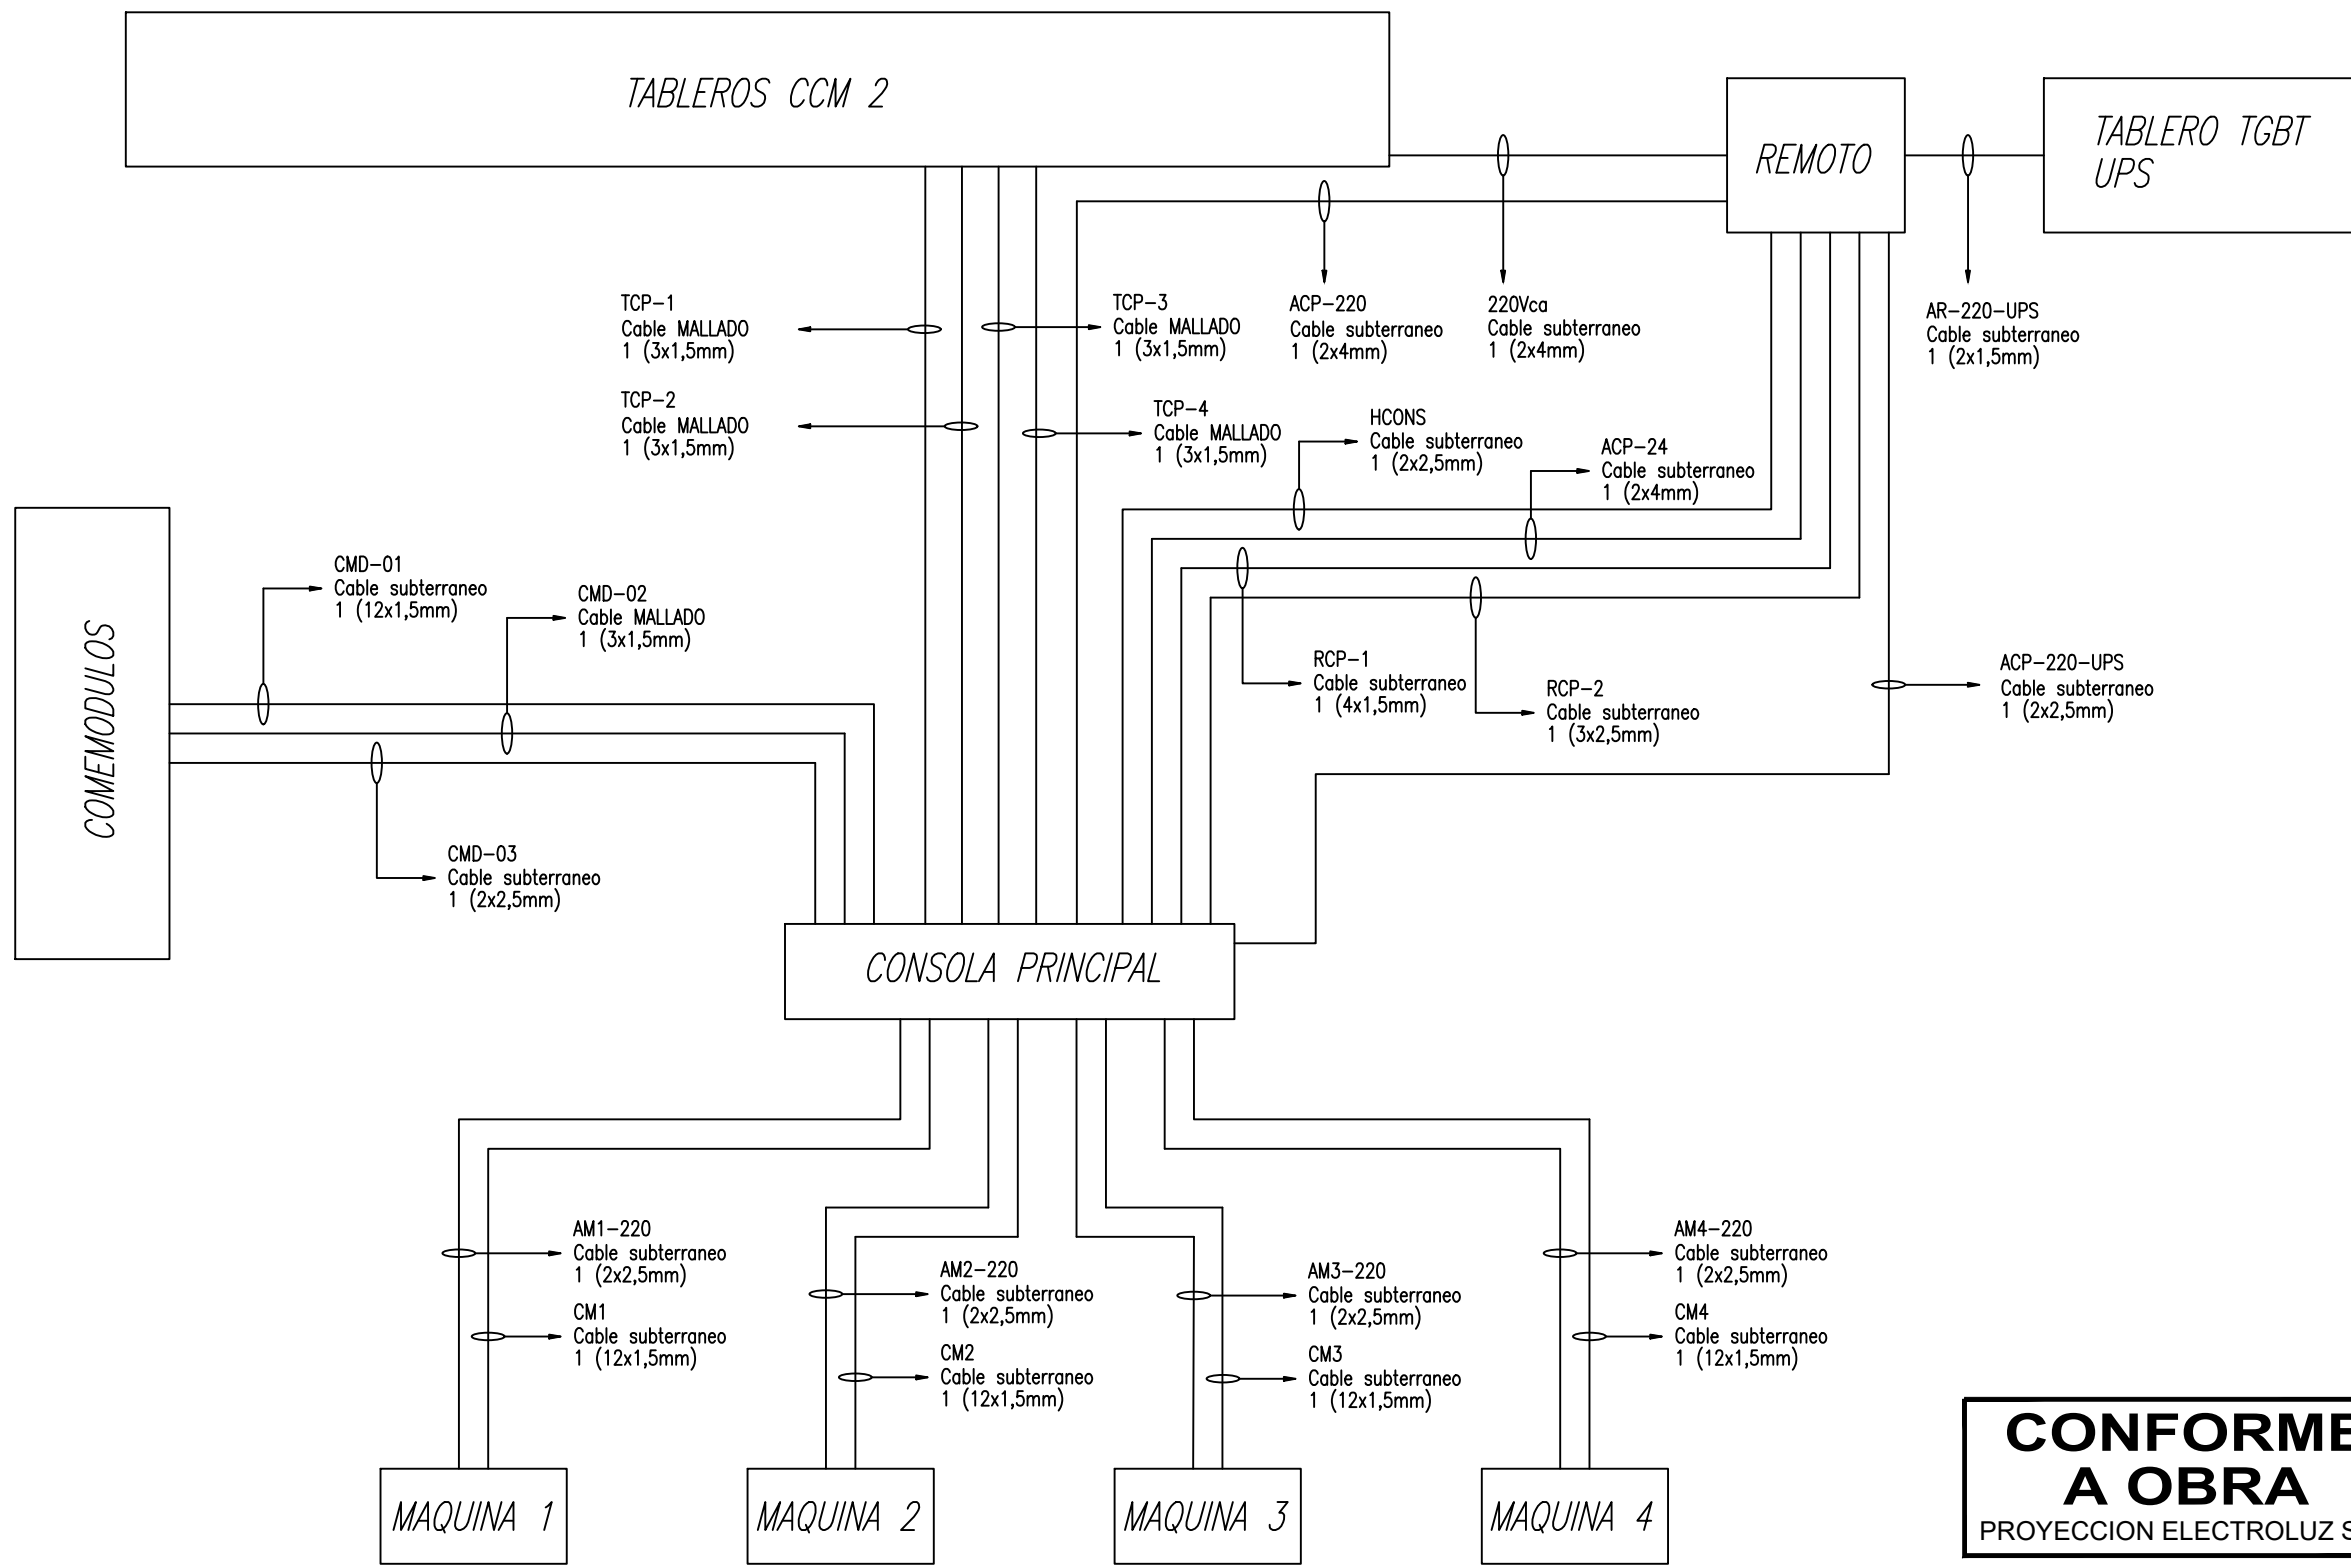 TABLEROS CCM 2
REMOTO
TABLERO TGBT
UPS
TCP-1
Cable MALLADO
1 (3x1,5mm)
TCP-3
Cable MALLADO
1 (3x1,5mm)
ACP-220
Cable subterraneo
1 (2x4mm)
220Vca
Cable subterraneo
1 (2x4mm)
AR-220-UPS
Cable subterraneo
1 (2x1,5mm)
TCP-2
Cable MALLADO
1 (3x1,5mm)
TCP-4
Cable MALLADO
1 (3x1,5mm)
HCONS
Cable subterraneo
1 (2x2,5mm)
ACP-24
Cable subterraneo
1 (2x4mm)
COMEMODULOS
CMD-01
Cable subterraneo
1 (12x1,5mm)
CMD-02
Cable MALLADO
1 (3x1,5mm)
RCP-1
Cable subterraneo
1 (4x1,5mm)
RCP-2
Cable subterraneo
1 (3x2,5mm)
ACP-220-UPS
Cable subterraneo
1 (2x2,5mm)
CMD-03
Cable subterraneo
1 (2x2,5mm)
CONSOLA PRINCIPAL
AM1-220
Cable subterraneo
1 (2x2,5mm)
CM1
Cable subterraneo
1 (12x1,5mm)
AM2-220
Cable subterraneo
1 (2x2,5mm)
CM2
Cable subterraneo
1 (12x1,5mm)
AM3-220
Cable subterraneo
1 (2x2,5mm)
CM3
Cable subterraneo
1 (12x1,5mm)
AM4-220
Cable subterraneo
1 (2x2,5mm)
CM4
Cable subterraneo
1 (12x1,5mm)
MAQUINA 1
MAQUINA 2
MAQUINA 3
MAQUINA 4
CONFORME
A OBRA
PROYECCION ELECTROLUZ S